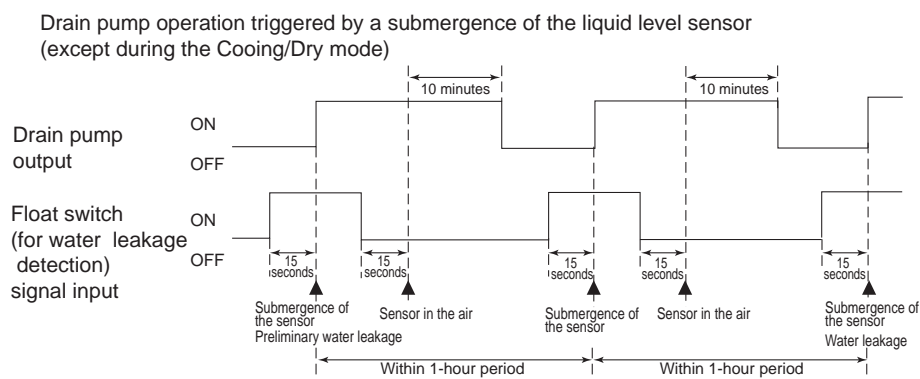 Drain pump operation triggered by a submergence of the liquid level sensor
(except during the Cooing/Dry mode)
10 minutes
10 minutes
Drain pump
output
ON
OFF
Float switch
(for water leakage
detection)
signal input
ON
OFF
15
seconds
15
seconds
15
seconds
15
seconds
15
seconds
Submergence of
the sensor
Preliminary water leakage
Sensor in the air
Submergence of
the sensor
Sensor in the air
Submergence of
the sensor
Water leakage
Within 1-hour period
Within 1-hour period